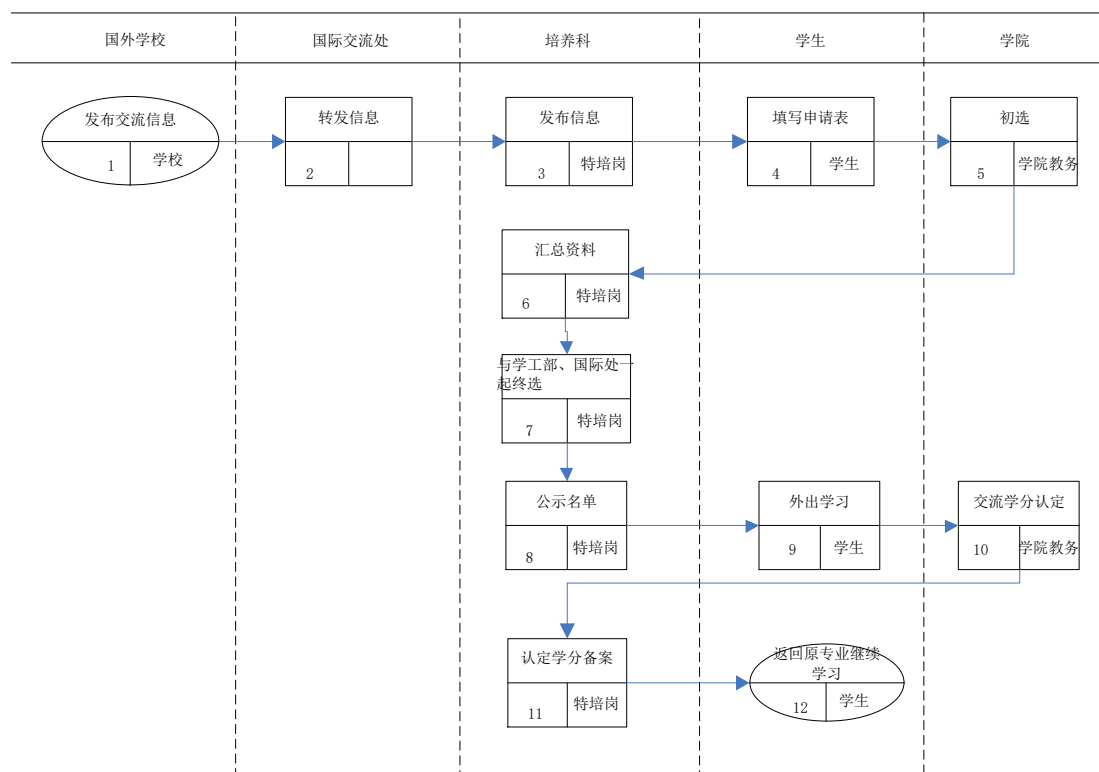 国外学校
国际交流处
培养科
学生
学院
发布交流信息
1
学校
转发信息
2
发布信息
3
特培岗
填写申请表
4
学生
初选
5
学院教务
汇总资料
6
特培岗
与学工部、国际处一
起终选
7
特培岗
公示名单
8
特培岗
外出学习
9
学生
交流学分认定
10
学院教务
认定学分备案
11
特培岗
返回原专业继续
学习
12
学生